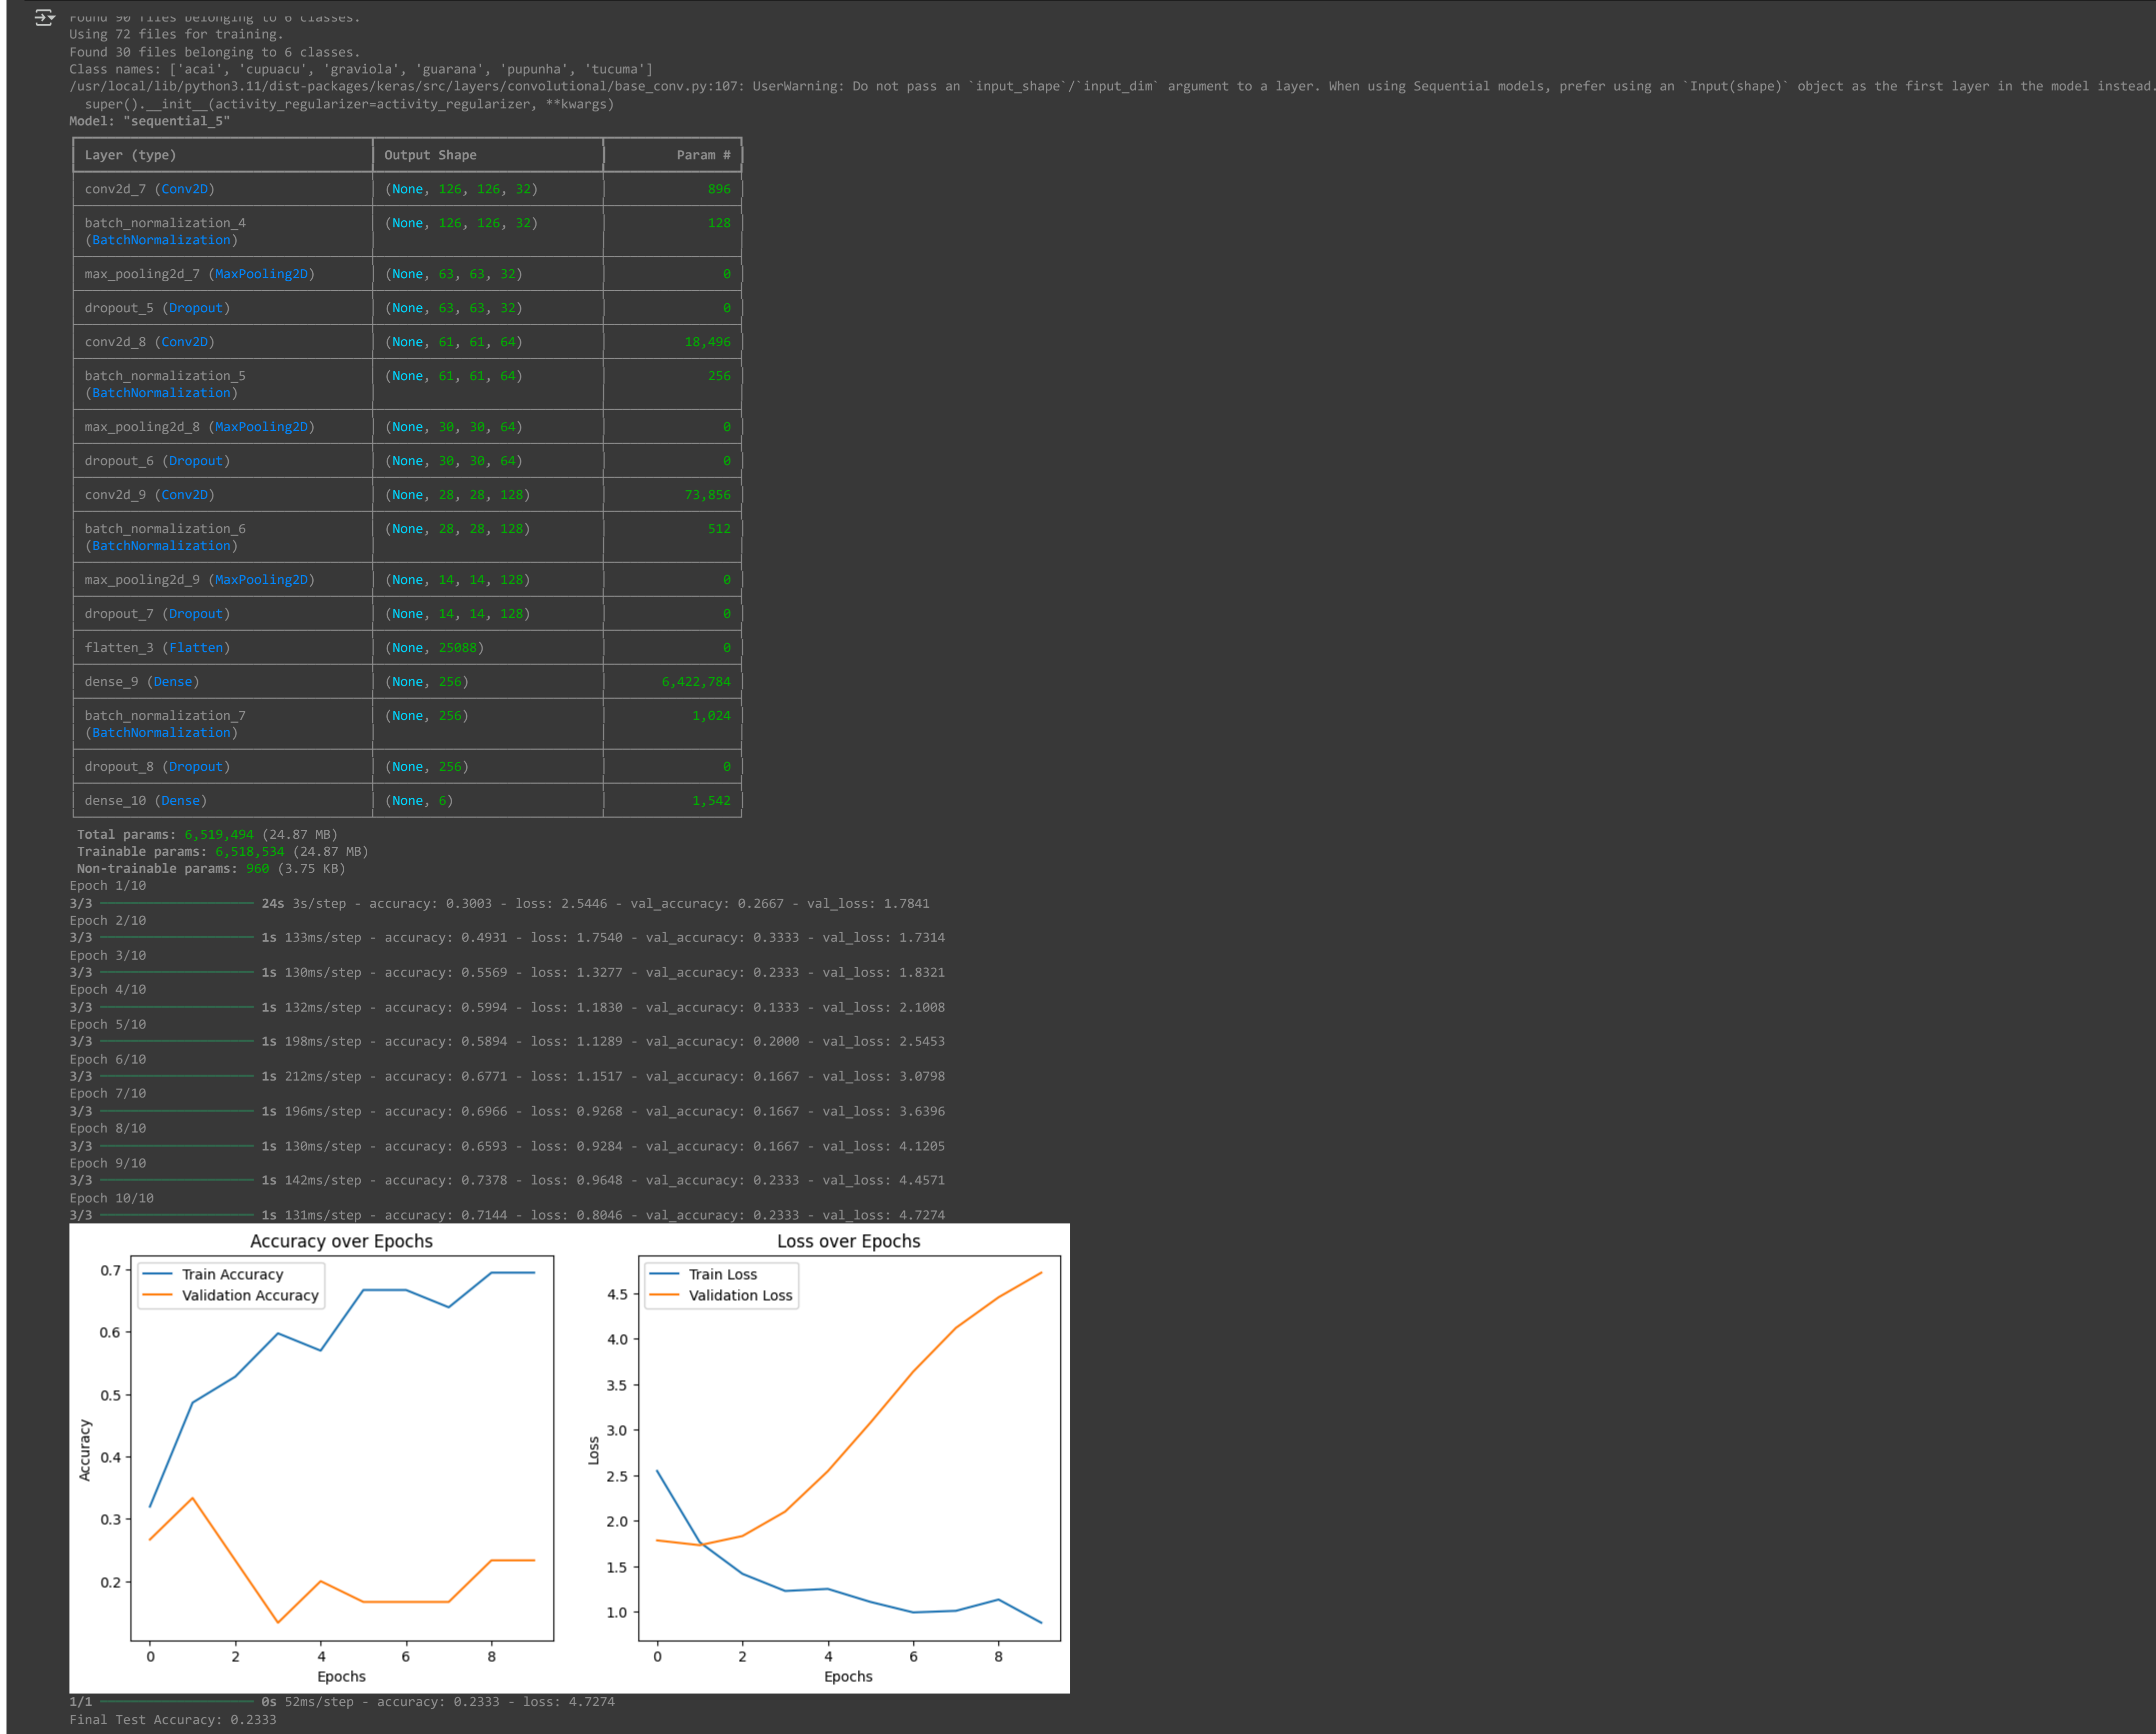 Found 90 files belonging to 6 classes.
Using 72 files for training.
Found 30 files belonging to 6 classes.
Class names: ['acai', 'cupuacu', 'graviola', 'guarana', 'pupunha', 'tucuma']
/usr/local/lib/python3.11/dist-packages/keras/src/layers/convolutional/base_conv.py:107: UserWarning: Do not pass an `input_shape`/`input_dim` argument to a layer. When using Sequential models, prefer using an `Input(shape)` object as the first layer in the model instead.
super().__init__(activity_regularizer=activity_regularizer, **kwargs)
Model: "sequential_5"
Layer (type) Output Shape Param #
conv2d_7 (Conv2D) (None, 126, 126, 32) 896
batch_normalization_4 (None, 126, 126, 32) 128
(BatchNormalization)
max_pooling2d_7 (MaxPooling2D) (None, 63, 63, 32) 0
dropout_5 (Dropout) (None, 63, 63, 32) 0
conv2d_8 (Conv2D) (None, 61, 61, 64) 18,496
batch_normalization_5 (None, 61, 61, 64) 256
(BatchNormalization)
max_pooling2d_8 (MaxPooling2D) (None, 30, 30, 64) 0
dropout_6 (Dropout) (None, 30, 30, 64) 0
conv2d_9 (Conv2D) (None, 28, 28, 128) 73,856
batch_normalization_6 (None, 28, 28, 128) 512
(BatchNormalization)
max_pooling2d_9 (MaxPooling2D) (None, 14, 14, 128) 0
dropout_7 (Dropout) (None, 14, 14, 128) 0
flatten_3 (Flatten) (None, 25088) 0
dense_9 (Dense) (None, 256) 6,422,784
batch_normalization_7 (None, 256) 1,024
(BatchNormalization)
dropout_8 (Dropout) (None, 256) 0
dense_10 (Dense) (None, 6) 1,542
Total params: 6,519,494 (24.87 MB)
Trainable params: 6,518,534 (24.87 MB)
Non-trainable params: 960 (3.75 KB)
Epoch 1/10
3/3 24s 3s/step - accuracy: 0.3003 - loss: 2.5446 - val_accuracy: 0.2667 - val_loss: 1.7841
Epoch 2/10
3/3 1s 133ms/step - accuracy: 0.4931 - loss: 1.7540 - val_accuracy: 0.3333 - val_loss: 1.7314
Epoch 3/10
3/3 1s 130ms/step - accuracy: 0.5569 - loss: 1.3277 - val_accuracy: 0.2333 - val_loss: 1.8321
Epoch 4/10
3/3 1s 132ms/step - accuracy: 0.5994 - loss: 1.1830 - val_accuracy: 0.1333 - val_loss: 2.1008
Epoch 5/10
3/3 1s 198ms/step - accuracy: 0.5894 - loss: 1.1289 - val_accuracy: 0.2000 - val_loss: 2.5453
Epoch 6/10
3/3 1s 212ms/step - accuracy: 0.6771 - loss: 1.1517 - val_accuracy: 0.1667 - val_loss: 3.0798
Epoch 7/10
3/3 1s 196ms/step - accuracy: 0.6966 - loss: 0.9268 - val_accuracy: 0.1667 - val_loss: 3.6396
Epoch 8/10
3/3 1s 130ms/step - accuracy: 0.6593 - loss: 0.9284 - val_accuracy: 0.1667 - val_loss: 4.1205
Epoch 9/10
3/3 1s 142ms/step - accuracy: 0.7378 - loss: 0.9648 - val_accuracy: 0.2333 - val_loss: 4.4571
Epoch 10/10
3/3 1s 131ms/step - accuracy: 0.7144 - loss: 0.8046 - val_accuracy: 0.2333 - val_loss: 4.7274
Accuracy over Epochs
Train Accuracy
Validation Accuracy
0.7
0.6
0.5
0.4
0.3
0.2
Accuracy
0 2 4 6 8
Epochs
Loss over Epochs
Train Loss
Validation Loss
4.5
4.0
3.5
3.0
2.5
2.0
1.5
1.0
Loss
0 2 4 6 8
Epochs
1/1 0s 52ms/step - accuracy: 0.2333 - loss: 4.7274
Final Test Accuracy: 0.2333